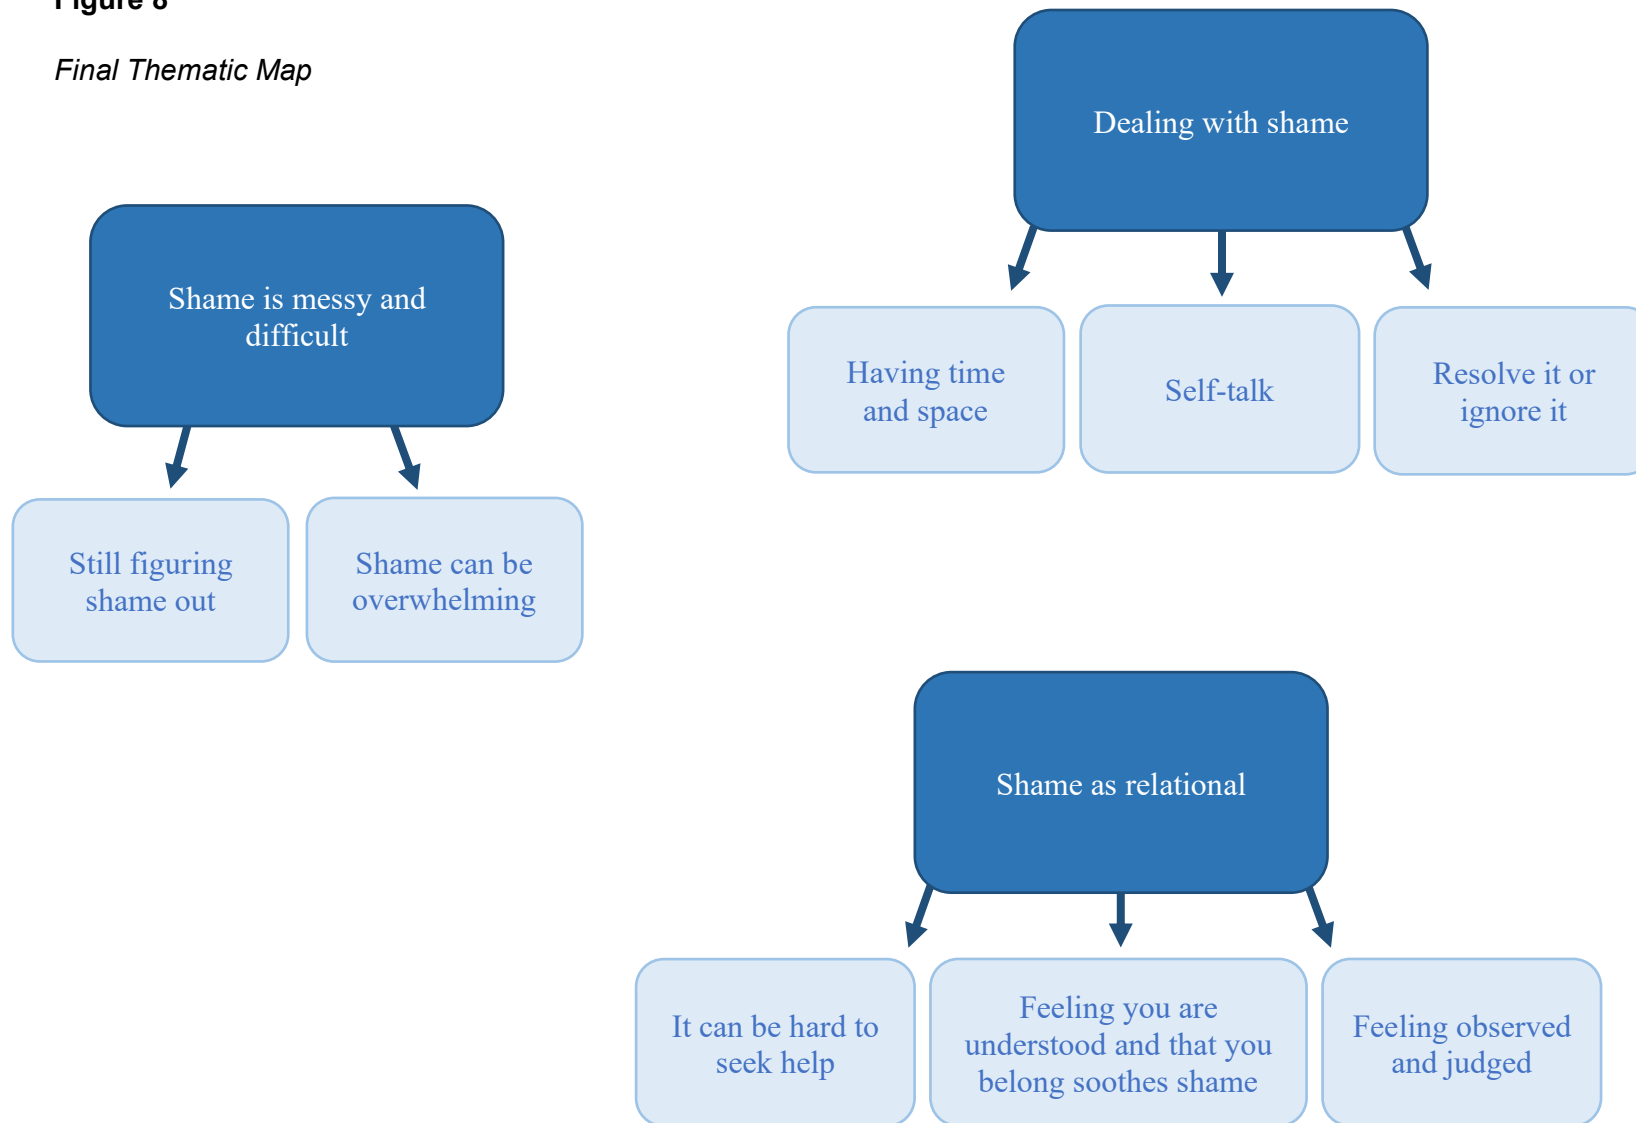 Figure 8
Final Thematic Map
Dealing with shame
Having time
and space
Self-talk
Resolve it or
ignore it
Shame is messy and
difficult
Still figuring
shame out
Shame can be
overwhelming
Shame as relational
It can be hard to
seek help
Feeling you are
understood and that you
belong soothes shame
Feeling observed
and judged